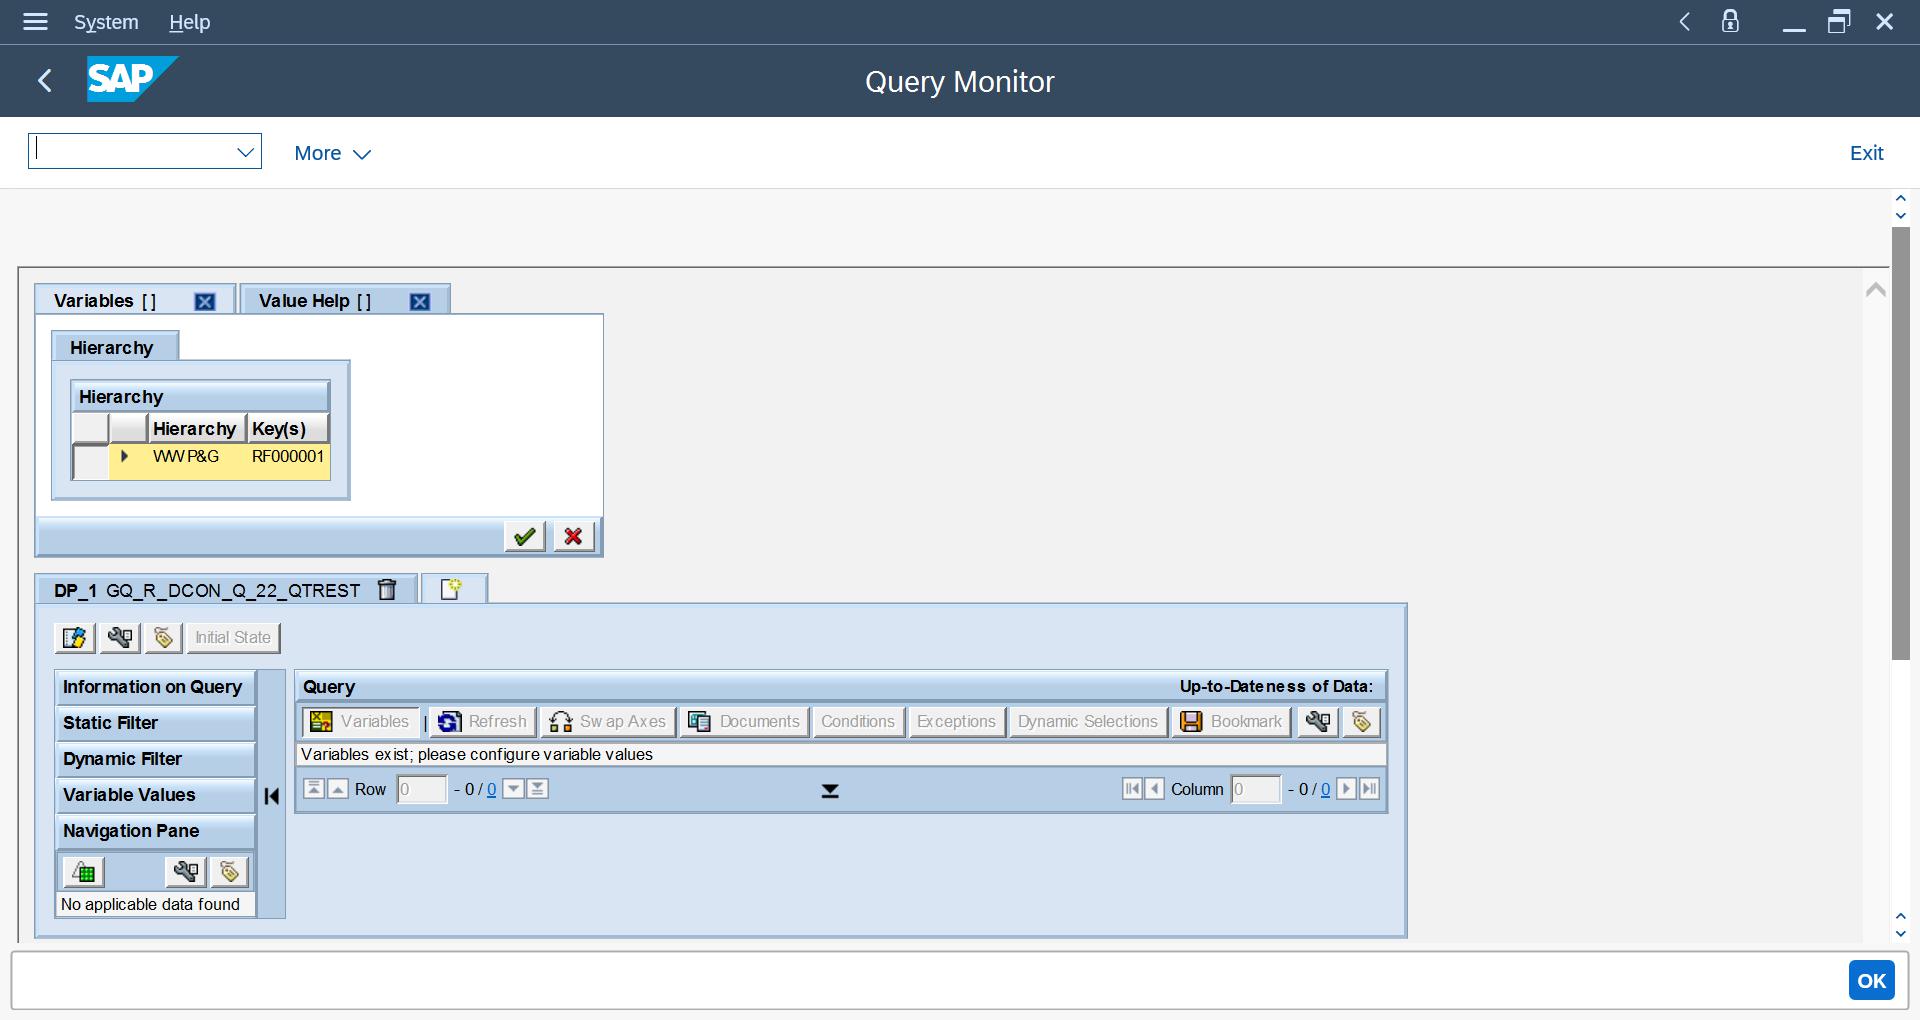 System Help
SAP Query Monitor
More Exit
Variables [ ] Value Help [ ]
Hierarchy
Hierarchy
Hierarchy Key(s)
WW P&G RF000001
DP_1 GQ_R_DCON_Q_22_QTREST
Initial State
Information on Query
Static Filter
Dynamic Filter
Variable Values
Navigation Pane
No applicable data found
Query Up-to-Dateness of Data:
Variables | Refresh Swap Axes Documents Conditions Exceptions Dynamic Selections Bookmark
Variables exist; please configure variable values
Row 0 - 0 / 0 Column 0 - 0 / 0
OK